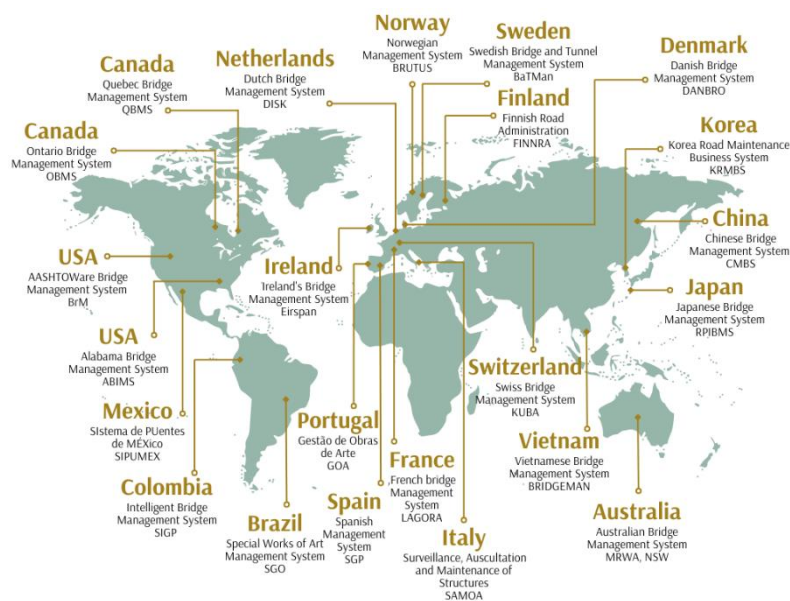 Norway
Norwegian
Management System
BRUTUS
Sweden
Swedish Bridge and Tunnel
Management System
BaTMan
Denmark
Danish Bridge
Management System
DANBRO
Canada
Quebec Bridge
Management System
QBMS
Netherlands
Dutch Bridge
Management System
DISK
Finland
Finnish Road
Administration
FINNRA
Canada
Ontario Bridge
Management System
OBMS
Korea
Korea Road Maintenance
Business System
KRMBS
China
Chinese Bridge
Management System
CMBS
USA
AASHTOWare Bridge
Management System
BrM
Ireland
Ireland's Bridge
Management System
Eirspan
Japan
Japanese Bridge
Management System
RPIBMS
USA
Alabama Bridge
Management System
ABIMS
Switzerland
Swiss Bridge
Management System
KUBA
Mexico
SIstema de PUentes
de MÉXico
SIPUMEX
Portugal
Gestão de Obras
de Arte
GOA
Vietnam
Vietnamese Bridge
Management System
BRIDGEMAN
France
French bridge
Management
System
LAGORA
Colombia
Intelligent Bridge
Management System
SIGP
Spain
Spanish
Management
System
SGP
Brazil
Special Works of Art
Management System
SGO
Australia
Australian Bridge
Management System
MRWA, NSW
Italy
Surveillance, Auscultation
and Maintenance of
Structures
SAMOA